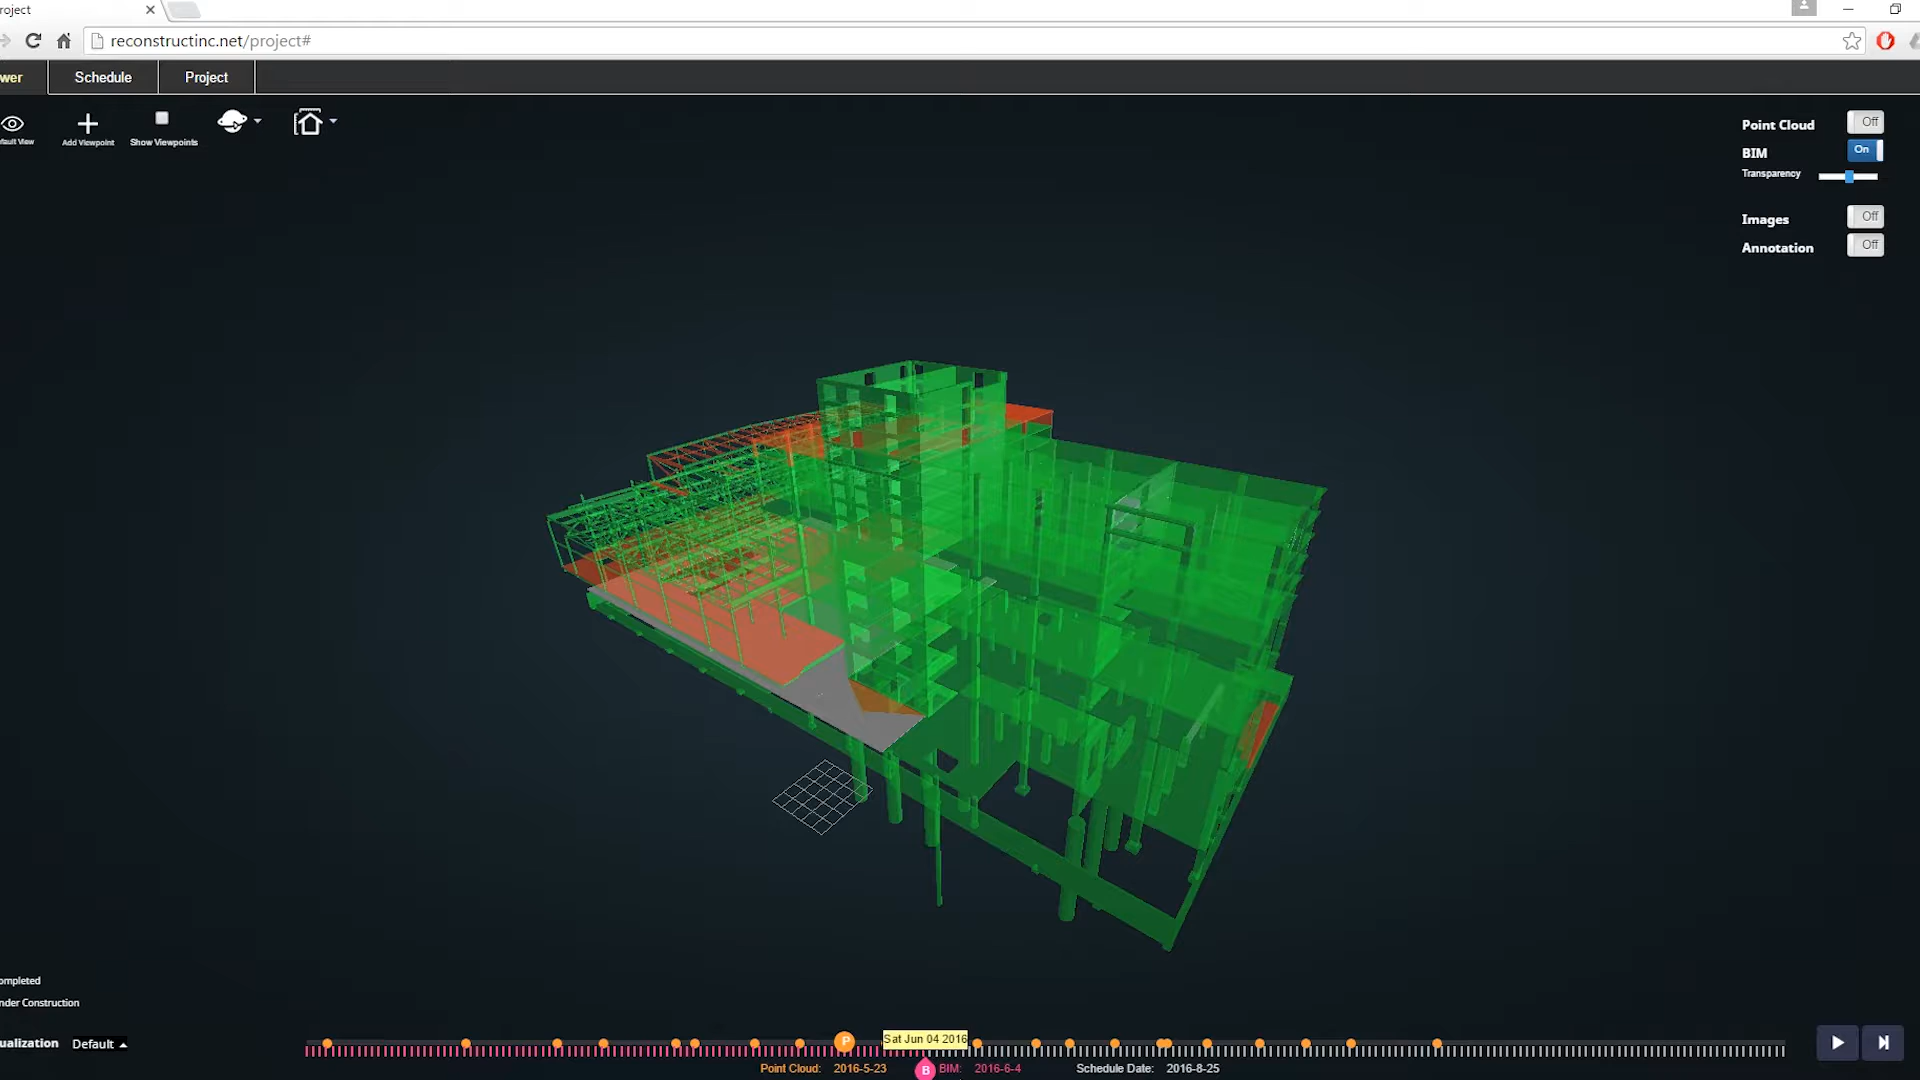 roject
reconstructinc.net/project#
wer
Schedule
Project
fault View
Add Viewpoint
Show Viewpoints
Point Cloud
Off
BIM
On
Transparency
Images
Off
Annotation
Off
ompleted
nder Construction
ualization
Default
P
Sat Jun 04 2016
Point Cloud: 2016-5-23
B
BIM: 2016-6-4
Schedule Date: 2016-8-25